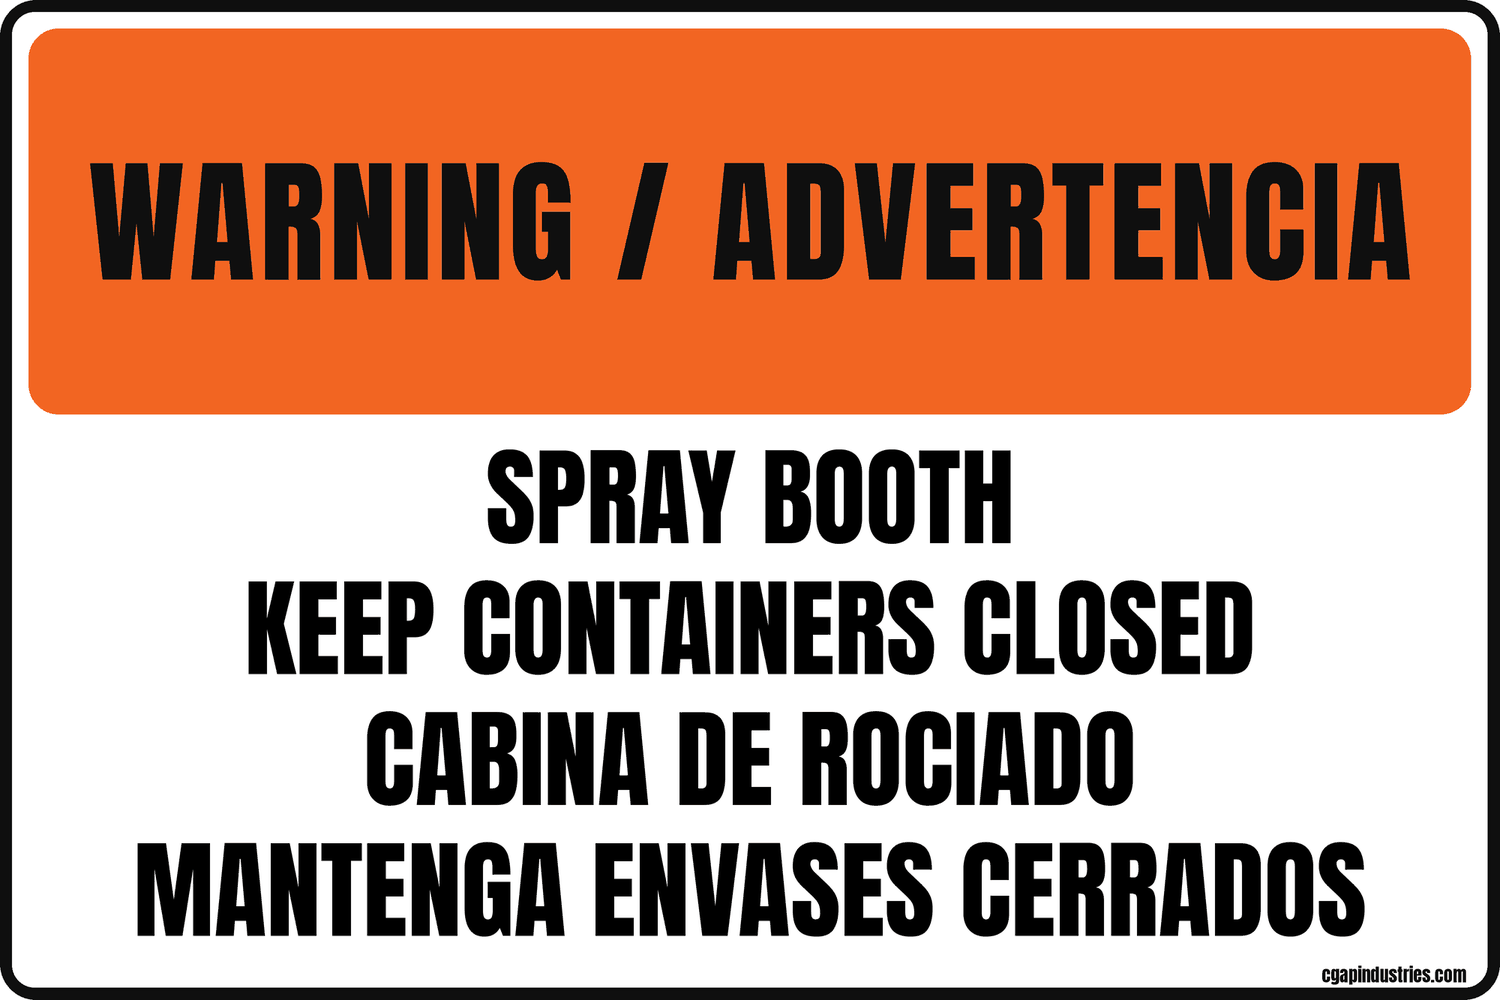 WARNING / ADVERTENCIA
SPRAY BOOTH
KEEP CONTAINERS CLOSED
CABINA DE ROCIADO
MANTENGA ENVASES CERRADOS
cgapindustries.com